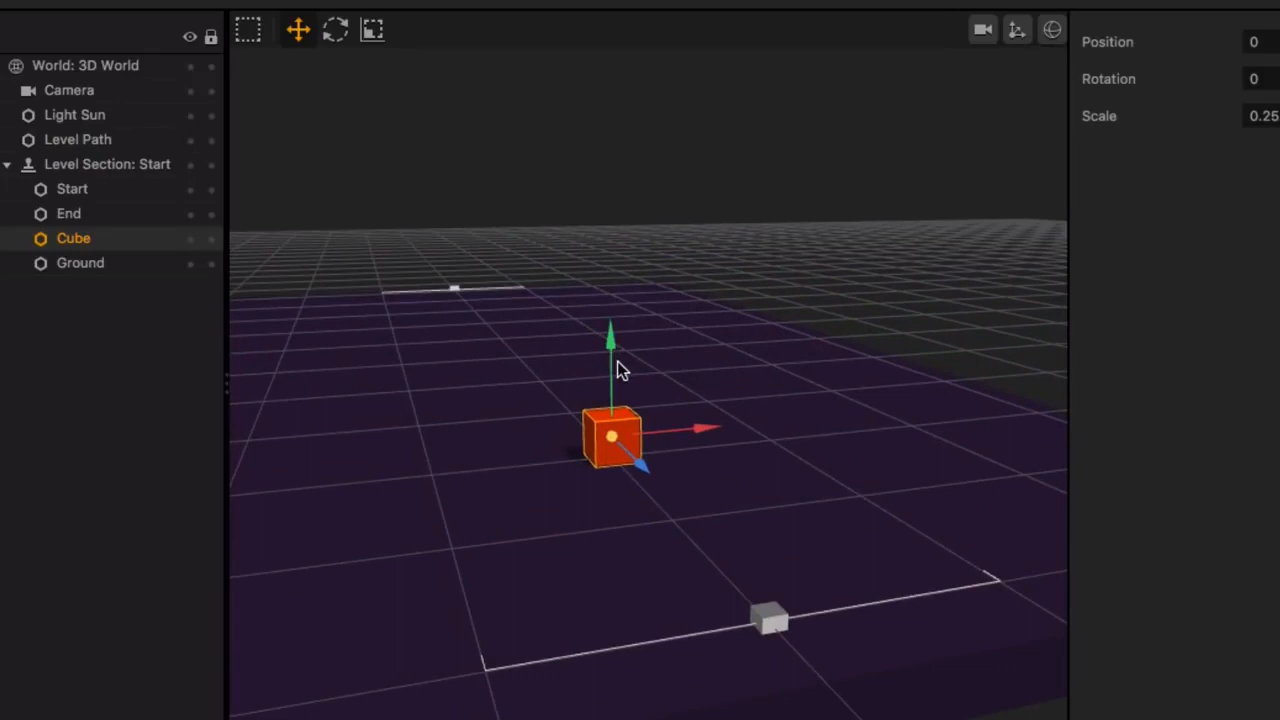 World: 3D World
Camera
Light Sun
Level Path
Level Section: Start
Start
End
Cube
Ground
Position 0
Rotation 0
Scale 0.25